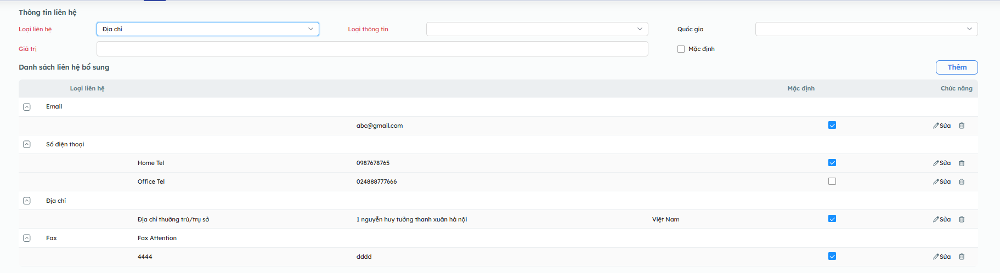 Thông tin liên hệ
Loại liên hệ Địa chỉ Loại thông tin Quốc gia
Giá trị Mặc định
Danh sách liên hệ bổ sung Thêm
Loại liên hệ Mặc định Chức năng
Email
abc@gmail.com Sửa
Số điện thoại
Home Tel 0987678765 Sửa
Office Tel 024888777666 Sửa
Địa chỉ
Địa chỉ thường trú/trụ sở 1 nguyễn huy tưởng thanh xuân hà nội Việt Nam Sửa
Fax Fax Attention
4444 dddd Sửa